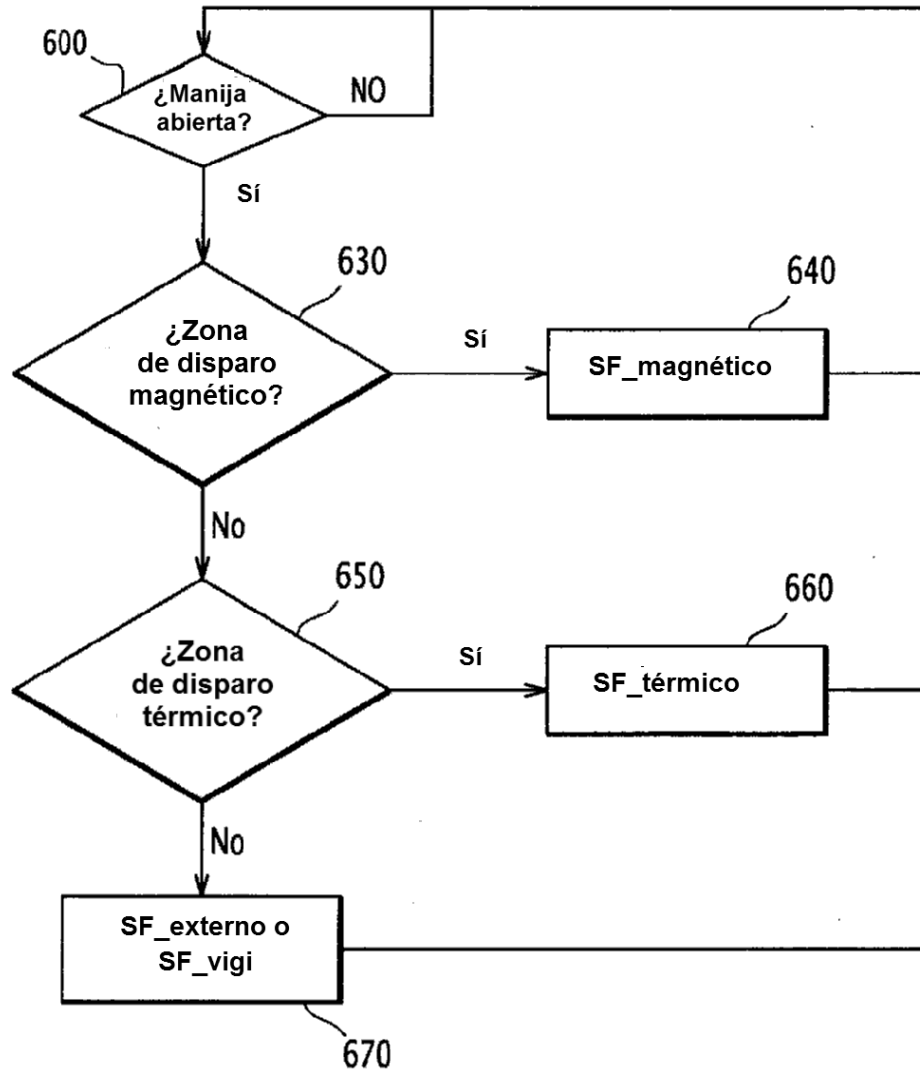 600
¿Manija
abierta?
NO
Sí
630
¿Zona
de disparo
magnético?
Sí
640
SF_magnético
No
650
¿Zona
de disparo
térmico?
Sí
660
SF_térmico
No
SF_externo o
SF_vigi
670